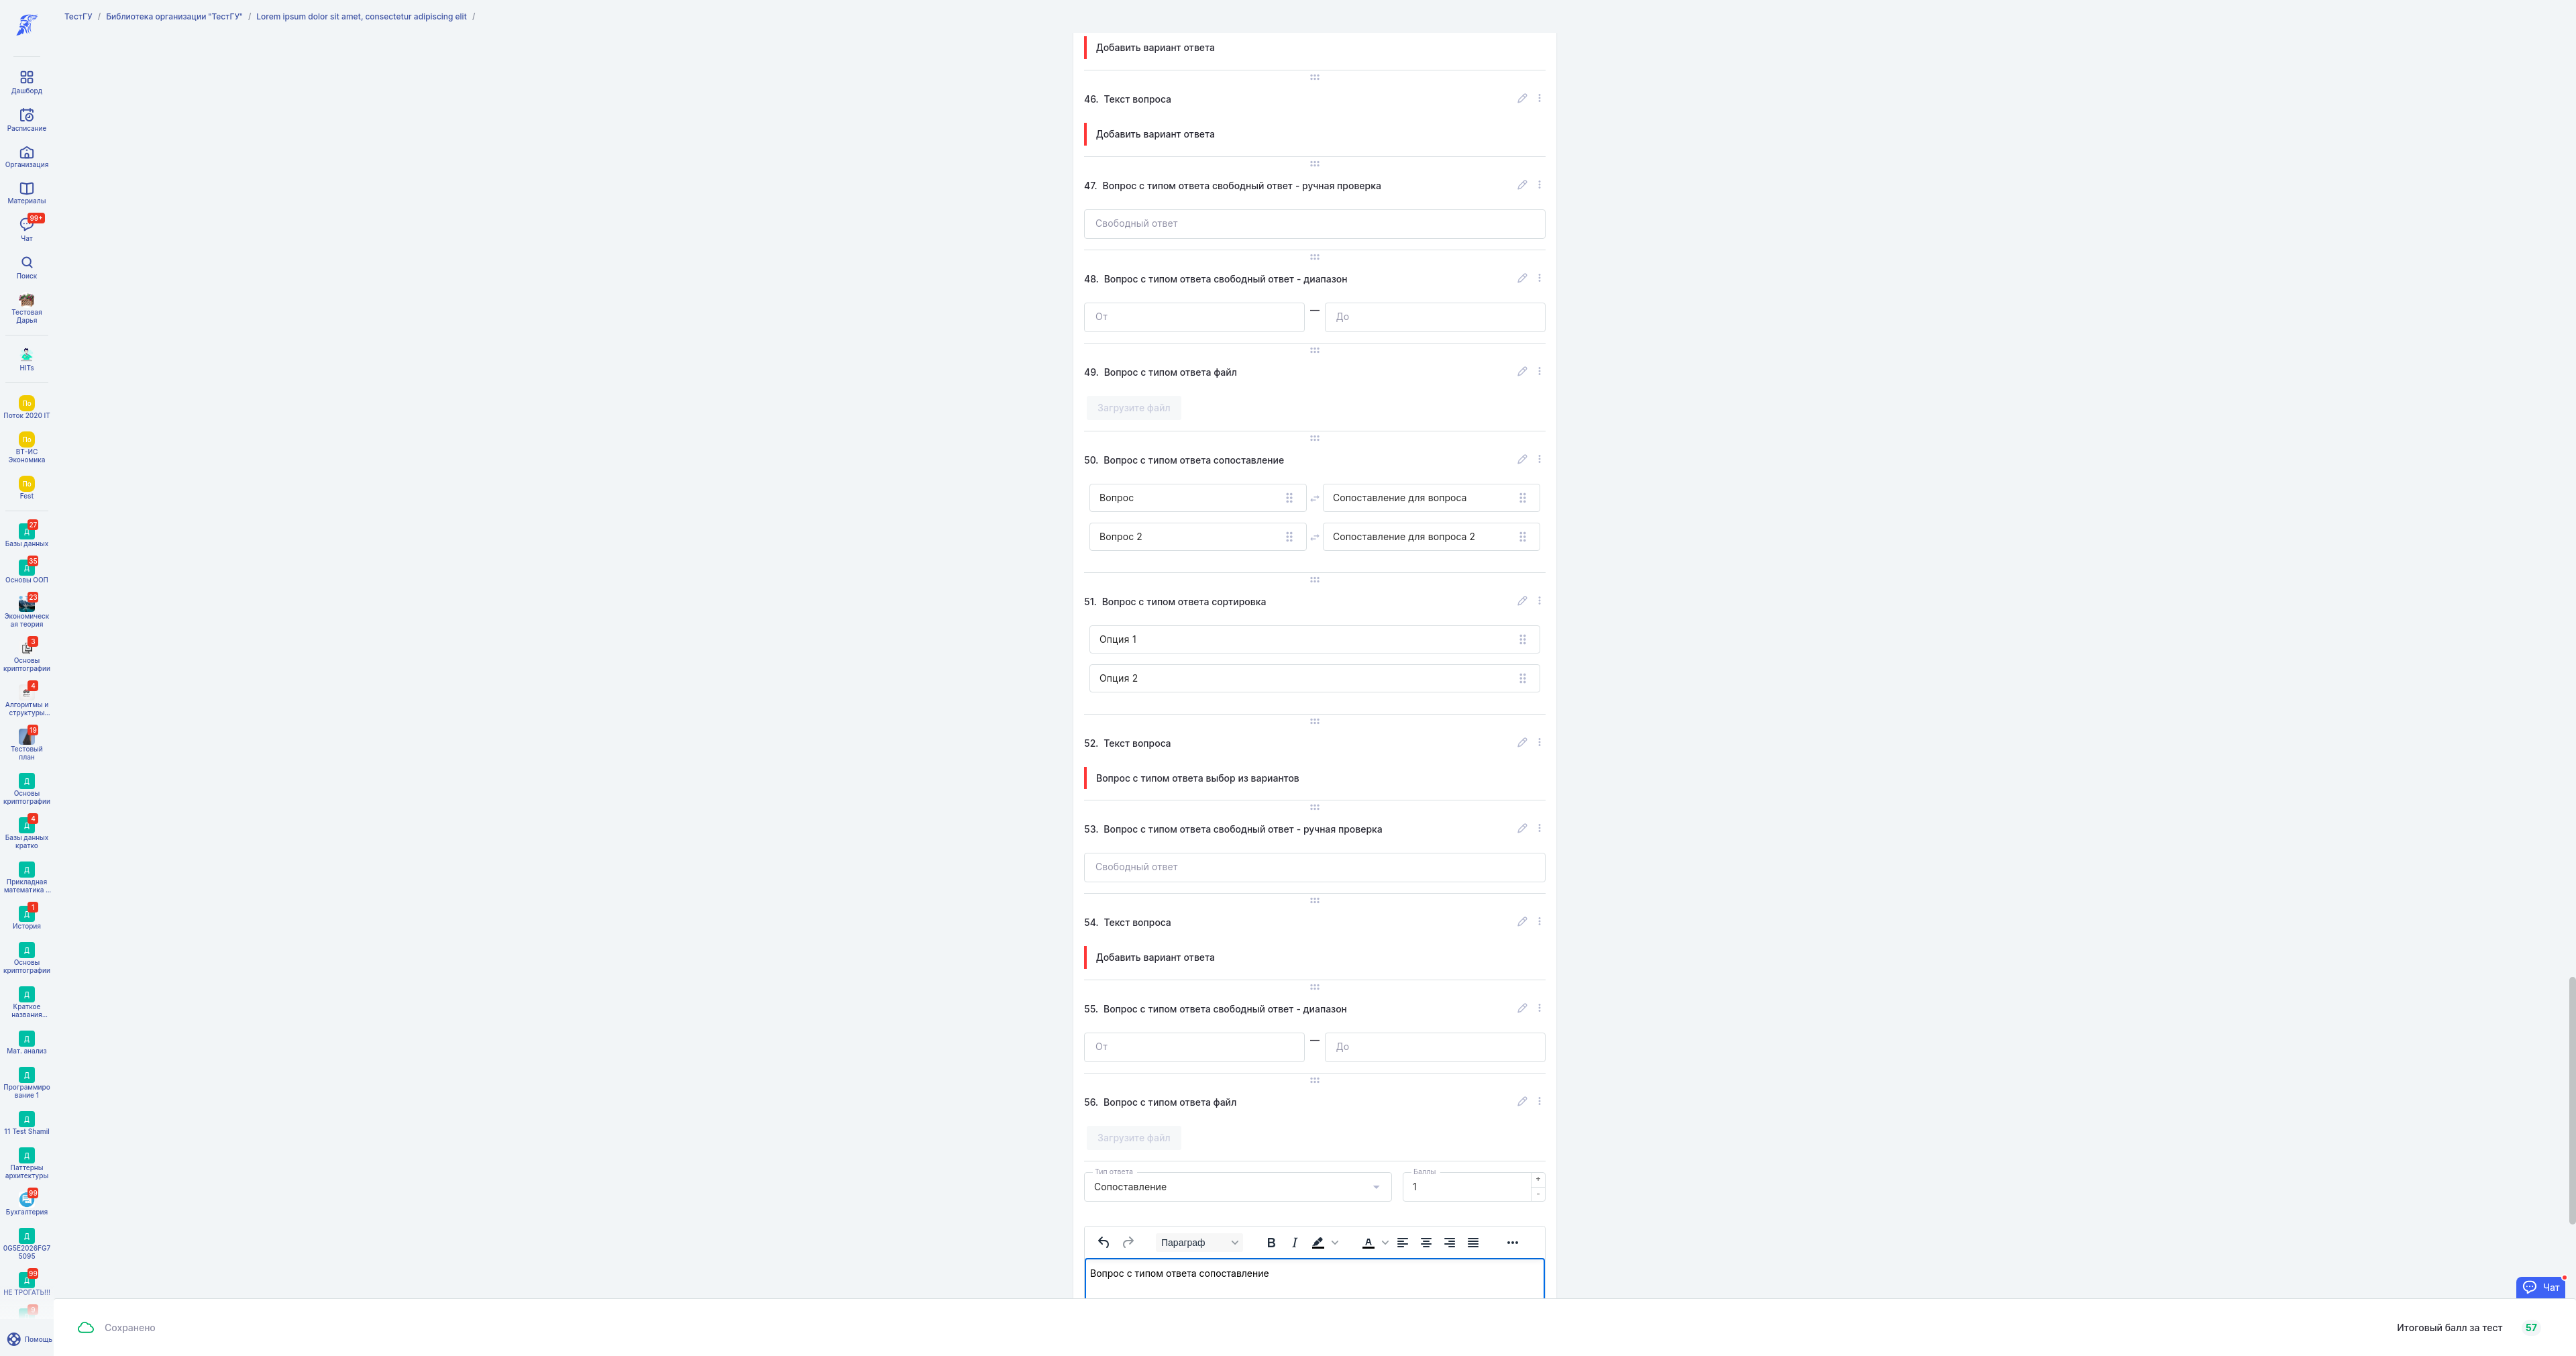 ТестГУ / Библиотека организации "ТестГУ" / Lorem ipsum dolor sit amet, consectetur adipiscing elit /
Дашборд
Расписание
Организация
Материалы
99+
Чат
Поиск
Тестовая
Дарья
HITs
По
Поток 2020 IT
По
ВТ-ИС
Экономика
По
Fest
27
Д
Базы данных
35
Д
Основы ООП
23
Экономическ
ая теория
3
Основы
криптографии
4
Алгоритмы и
структуры...
19
Тестовый
план
Д
Основы
криптографии
4
Д
Базы данных
кратко
Д
Прикладная
математика ...
1
Д
История
Д
Основы
криптографии
Д
Краткое
названия...
Д
Мат. анализ
Д
Программиро
вание 1
Д
11 Test Shamil
Д
Паттерны
архитектуры
99
Бухгалтерия
Д
0G5E2026FG7
5095
99
Д
НЕ ТРОГАТЬ!!!
Помощь
Добавить вариант ответа
46. Текст вопроса
Добавить вариант ответа
47. Вопрос с типом ответа свободный ответ - ручная проверка
Свободный ответ
48. Вопрос с типом ответа свободный ответ - диапазон
От — До
49. Вопрос с типом ответа файл
Загрузите файл
50. Вопрос с типом ответа сопоставление
Вопрос Сопоставление для вопроса
Вопрос 2 Сопоставление для вопроса 2
51. Вопрос с типом ответа сортировка
Опция 1
Опция 2
52. Текст вопроса
Вопрос с типом ответа выбор из вариантов
53. Вопрос с типом ответа свободный ответ - ручная проверка
Свободный ответ
54. Текст вопроса
Добавить вариант ответа
55. Вопрос с типом ответа свободный ответ - диапазон
От — До
56. Вопрос с типом ответа файл
Загрузите файл
Тип ответа Баллы
Сопоставление 1 + -
Параграф B I A
Вопрос с типом ответа сопоставление
Чат
Сохранено
Итоговый балл за тест 57